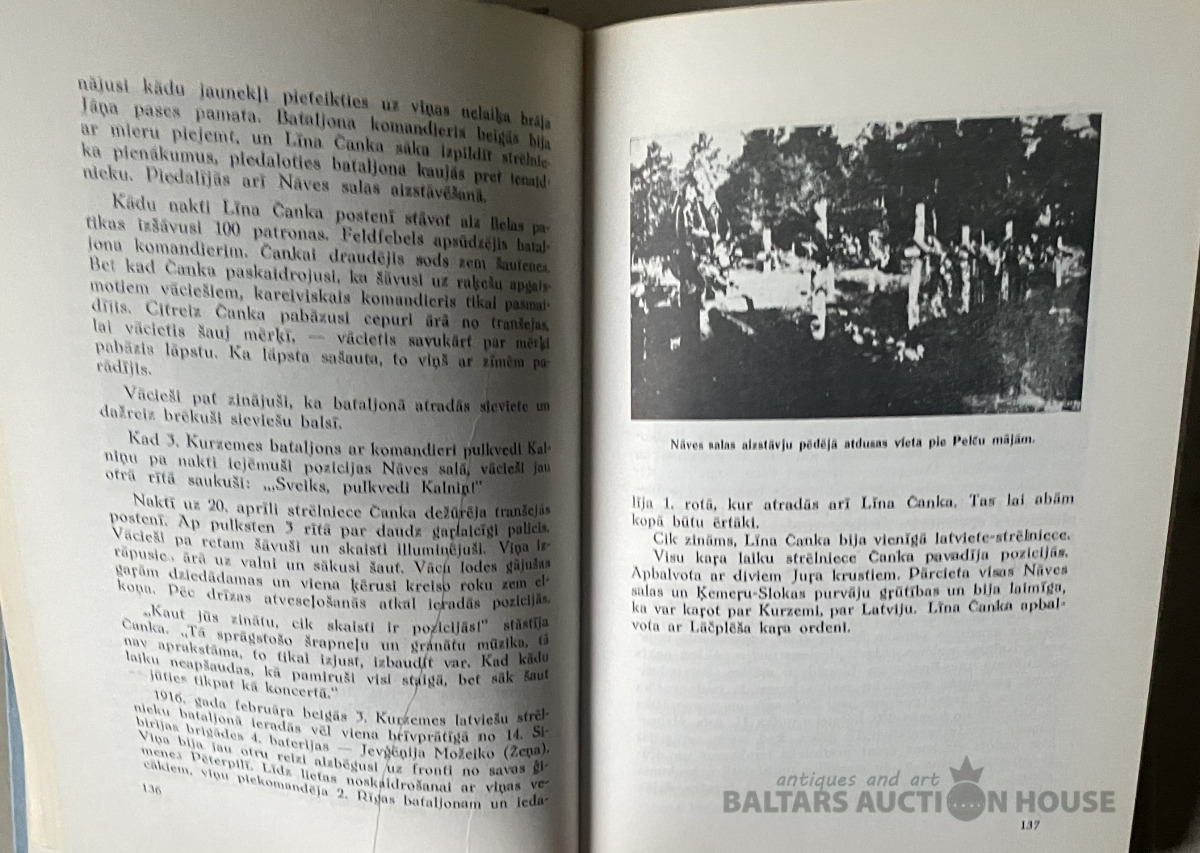 nājusi kādu jaunekļi pieteikties uz viņas nelaiķa brāļa
Jāņa pases pamata. Bataljona komandieris beigās bija
ar mieru pieņemt, un Līna Čanka sāka izpildīt strēlnie-
ka pienākumus, piedaloties bataljona kaujās pret ienaid-
nieku. Piedalījās arī Nāves salas aizstāvēšanā.
Kādu nakti Līna Čanka postenī stāvot aiz lielas pa-
tikas izšāvusi 100 patronas. Feldfebels apsūdzējis batal-
jona komandierim. Čankai draudējis sods zem šautenes.
Bet kad Čanka paskaidrojusi, ka šāvusi uz raķešu apgais-
motiem vāciešiem, kareiviskais komandieris tikai pasmai-
dījis. Citreiz Čanka pabāzusi cepuri ārā no tranšejas,
lai vācietis šauj mērķī, — vācietis savukārt par mērķi
pabāzis lāpstu. Ka lāpsta sašauta, to viņš ar zīmēm pa-
rādījis.
Vācieši pat zinājuši, ka bataljonā atradās sieviete un
dažreiz brēkuši sieviešu balsī.
Kad 3. Kurzemes bataljons ar komandieri pulkvedi Kal-
niņu pa nakti ieņēmuši pozicijas Nāves salā, vācieši jau
otrā rītā saukuši: „Sveiks, pulkvedi Kalniņ!"
Naktī uz 20. aprīli strēlniece Čanka dežūrēja tranšejās
postenī. Ap pulksten 3 rītā par daudz garlaicīgi palicis.
Vācieši pa retam šāvuši un skaisti illuminējuši. Viņa iz-
rāpusies ārā uz valni un sākusi šaut. Vācu lodes gājušas
gaŗām dziedādamas un viena ķērusi kreiso roku zem el-
koņa. Pēc drīzas atveseļošanās atkal ieradās pozicijās.
„Kaut jūs zinātu, cik skaisti ir pozicijās!" stāstīja
Čanka. „Tā sprāgstošo šrapneļu un granātu mūzika, tā
nav aprakstāma, to tikai izjust, izbaudīt var. Kad kādu
laiku neapšaudas, kā pamiruši visi staigā, bet sāk šaut
— jūties tikpat kā koncertā."
1916. gada februāra beigās 3. Kurzemes latviešu strēl-
nieku bataljonā ieradās vēl viena brīvprātīgā no 14. Si-
birijas brigādes 4. baterijas — Jevģēņija Možeiko (Žeņa).
Viņa bija jau otru reizi aizbēgusi uz fronti no savas ģi-
menes Pēterpilī. Līdz lietas noskaidrošanai ar viņas ve-
cākiem, viņu piekomandēja 2. Rīgas bataljonam un ieda-
136
Nāves salas aizstāvju pēdējā atdusas vieta pie Pelču mājām.
līja 1. rotā, kur atradās arī Līna Čanka. Tas lai abām
kopā būtu ērtāki.
Cik zināms, Līna Čanka bija vienīgā latviete-strēlniece.
Visu kaŗa laiku strēlniece Čanka pavadīja pozicijās.
Apbalvota ar diviem Juŗa krustiem. Pārcieta visas Nāves
salas un Ķemeŗu-Slokas purvāju grūtības un bija laimīga,
ka var kaŗot par Kurzemi, par Latviju. Līna Čanka apbal-
vota ar Lāčplēša kaŗa ordeni.
antiques and art
BALTARS AUCTION HOUSE
137